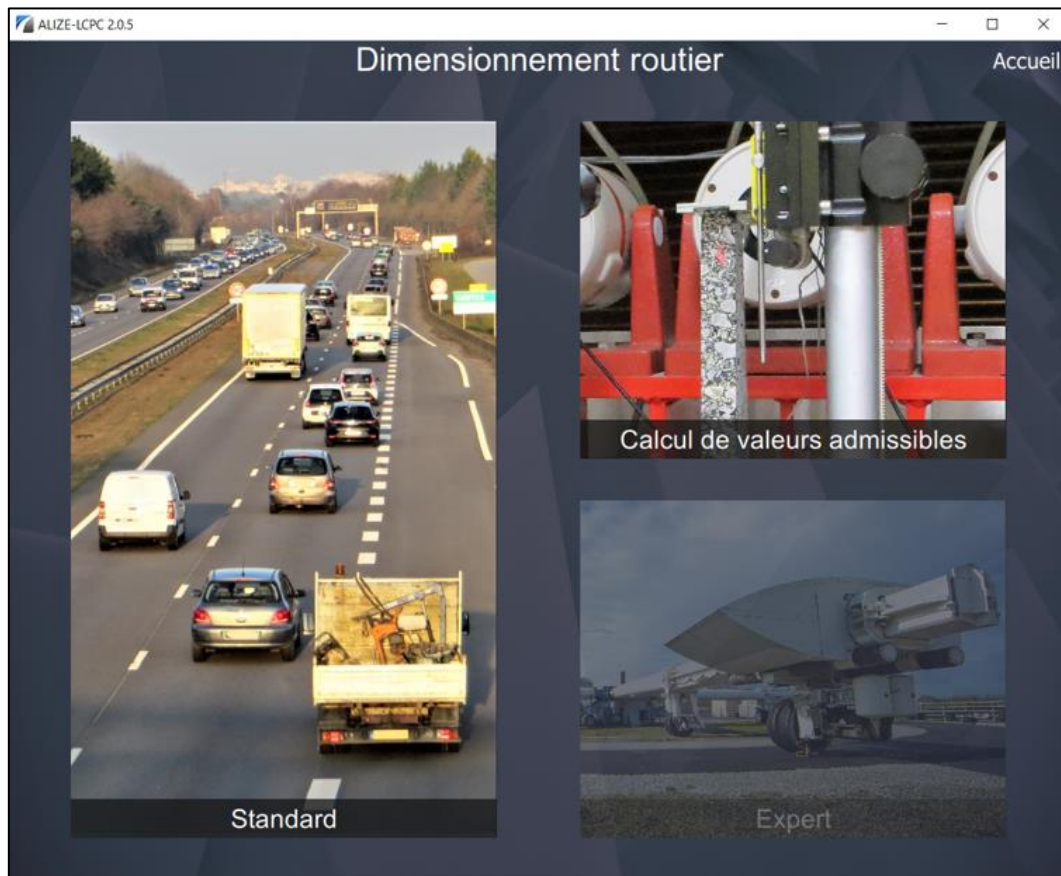 ALIZE-LCPC 2.0.5
Dimensionnement routier
Accueil
Calcul de valeurs admissibles
Standard
Expert